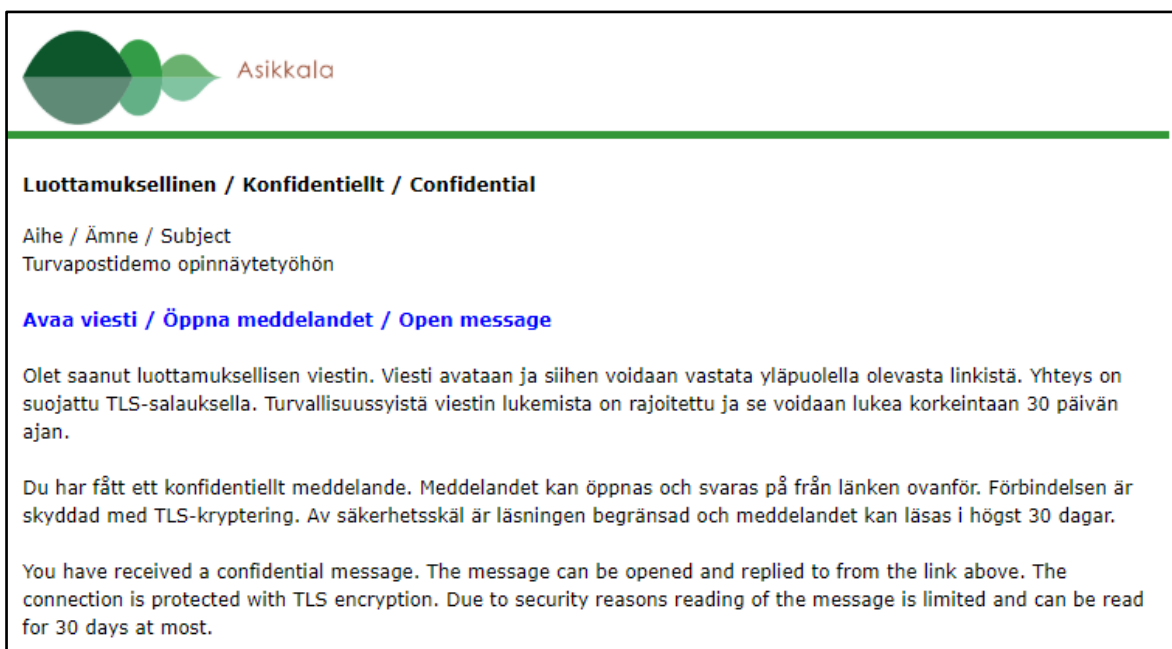 Asikkala
Luottamuksellinen / Konfidentiellt / Confidential
Aihe / Ämne / Subject
Turvapostidemo opinnäytetyöhön
Avaa viesti / Öppna meddelandet / Open message
Olet saanut luottamuksellisen viestin. Viesti avataan ja siihen voidaan vastata yläpuolella olevasta linkistä. Yhteys on
suojattu TLS-salauksella. Turvallisuussyistä viestin lukemista on rajoitettu ja se voidaan lukea korkeintaan 30 päivän
ajan.
Du har fått ett konfidentiellt meddelande. Meddelandet kan öppnas och svaras på från länken ovanför. Förbindelsen är
skyddad med TLS-kryptering. Av säkerhetsskäl är läsningen begränsad och meddelandet kan läsas i högst 30 dagar.
You have received a confidential message. The message can be opened and replied to from the link above. The
connection is protected with TLS encryption. Due to security reasons reading of the message is limited and can be read
for 30 days at most.